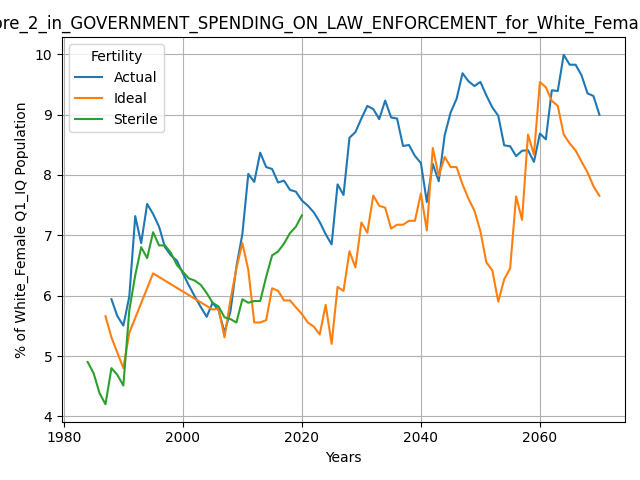 ore_2_in_GOVERNMENT_SPENDING_ON_LAW_ENFORCEMENT_for_White_Fema
Fertility
Actual
Ideal
Sterile
% of White_Female Q1_IQ Population
10
9
8
7
6
5
4
1980 2000 2020 2040 2060
Years